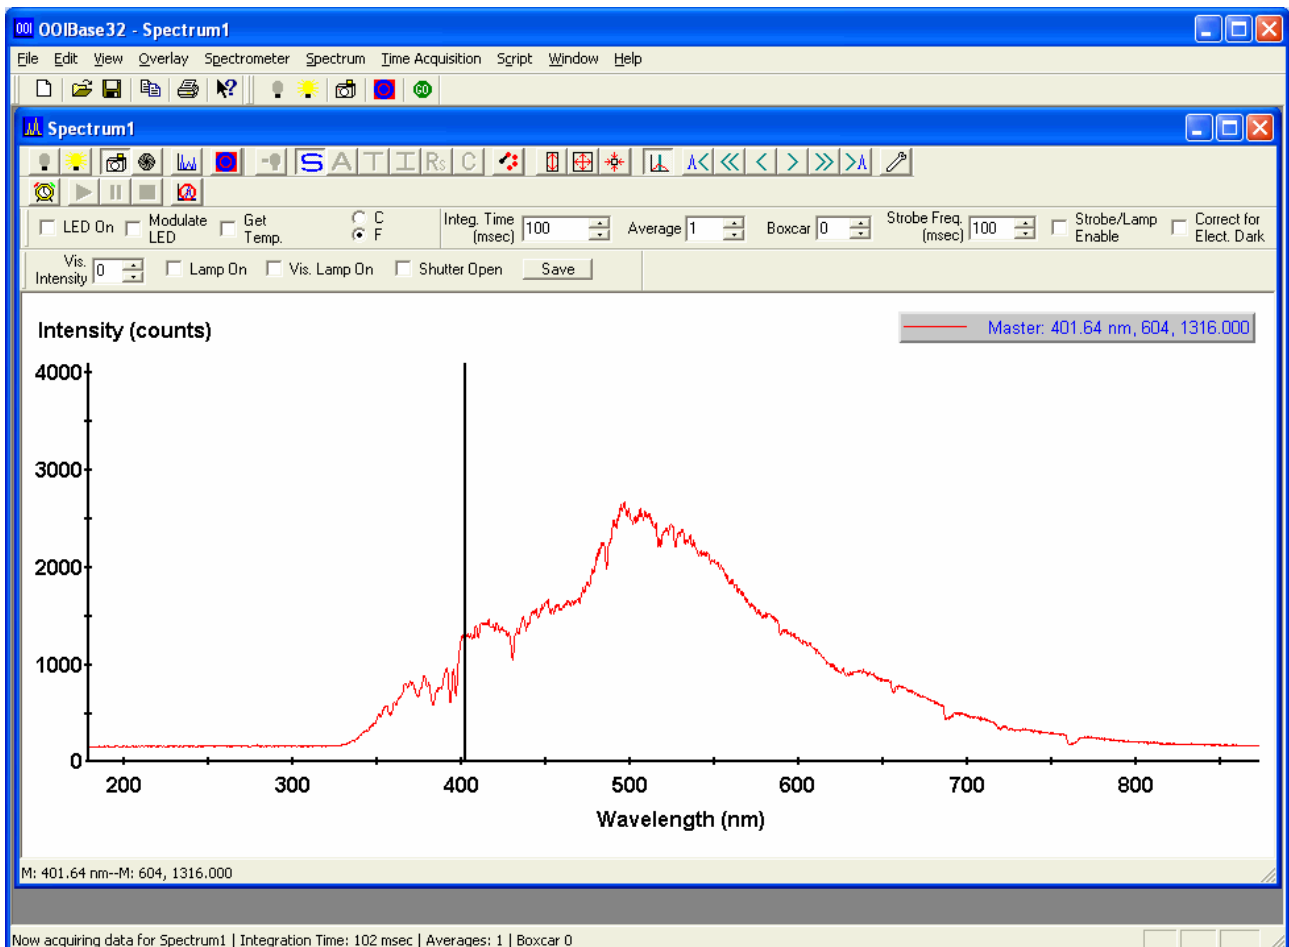 OOI OOIBase32 - Spectrum1
File Edit View Overlay Spectrometer Spectrum Time Acquisition Script Window Help
GO
Spectrum1
S A T I Rs C
LED On Modulate LED Get Temp. C F Integ. Time (msec) 100 Average 1 Boxcar 0 Strobe Freq. (msec) 100 Strobe/Lamp Enable Correct for Elect. Dark
Vis. Intensity 0 Lamp On Vis. Lamp On Shutter Open Save
Intensity (counts)
Master: 401.64 nm, 604, 1316.000
4000
3000
2000
1000
0
200 300 400 500 600 700 800
Wavelength (nm)
M: 401.64 nm--M: 604, 1316.000
Now acquiring data for Spectrum1 | Integration Time: 102 msec | Averages: 1 | Boxcar 0